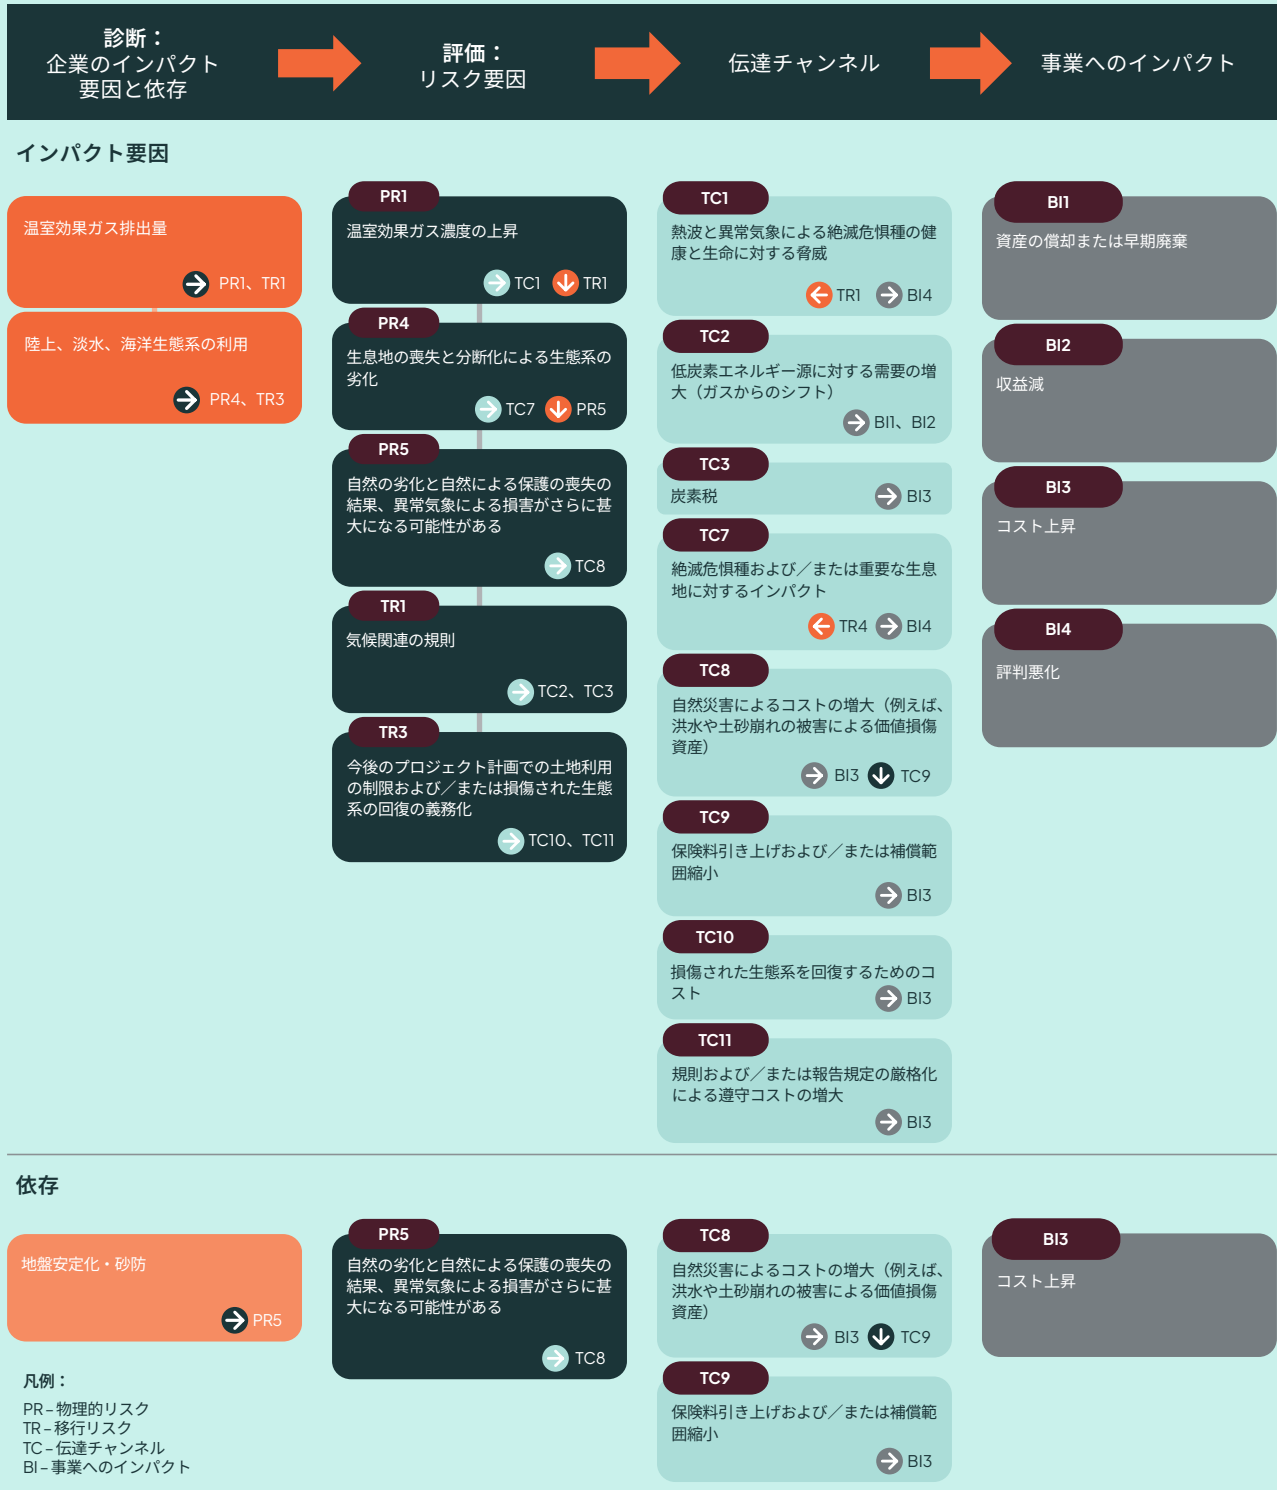 診断：
企業のインパクト
要因と依存
評価：
リスク要因
伝達チャンネル
事業へのインパクト
インパクト要因
温室効果ガス排出量
PR1、TR1
陸上、淡水、海洋生態系の利用
PR4、TR3
PR1
温室効果ガス濃度の上昇
TC1 TR1
PR4
生息地の喪失と分断化による生態系の
劣化
TC7 PR5
PR5
自然の劣化と自然による保護の喪失の
結果、異常気象による損害がさらに甚
大になる可能性がある
TC8
TR1
気候関連の規則
TC2、TC3
TR3
今後のプロジェクト計画での土地利用
の制限および／または損傷された生態
系の回復の義務化
TC10、TC11
TC1
熱波と異常気象による絶滅危惧種の健
康と生命に対する脅威
TR1 BI4
TC2
低炭素エネルギー源に対する需要の増
大（ガスからのシフト）
BI1、BI2
TC3
炭素税
BI3
TC7
絶滅危惧種および／または重要な生息
地に対するインパクト
TR4 BI4
TC8
自然災害によるコストの増大（例えば、
洪水や土砂崩れの被害による価値損傷
資産）
BI3 TC9
TC9
保険料引き上げおよび／または補償範
囲縮小
BI3
TC10
損傷された生態系を回復するためのコ
スト
BI3
TC11
規則および／または報告規定の厳格化
による遵守コストの増大
BI3
BI1
資産の償却または早期廃棄
BI2
収益減
BI3
コスト上昇
BI4
評判悪化
依存
地盤安定化・砂防
PR5
PR5
自然の劣化と自然による保護の喪失の
結果、異常気象による損害がさらに甚
大になる可能性がある
TC8
TC8
自然災害によるコストの増大（例えば、
洪水や土砂崩れの被害による価値損傷
資産）
BI3 TC9
TC9
保険料引き上げおよび／または補償範
囲縮小
BI3
BI3
コスト上昇
凡例：
PR – 物理的リスク
TR – 移行リスク
TC – 伝達チャンネル
BI – 事業へのインパクト